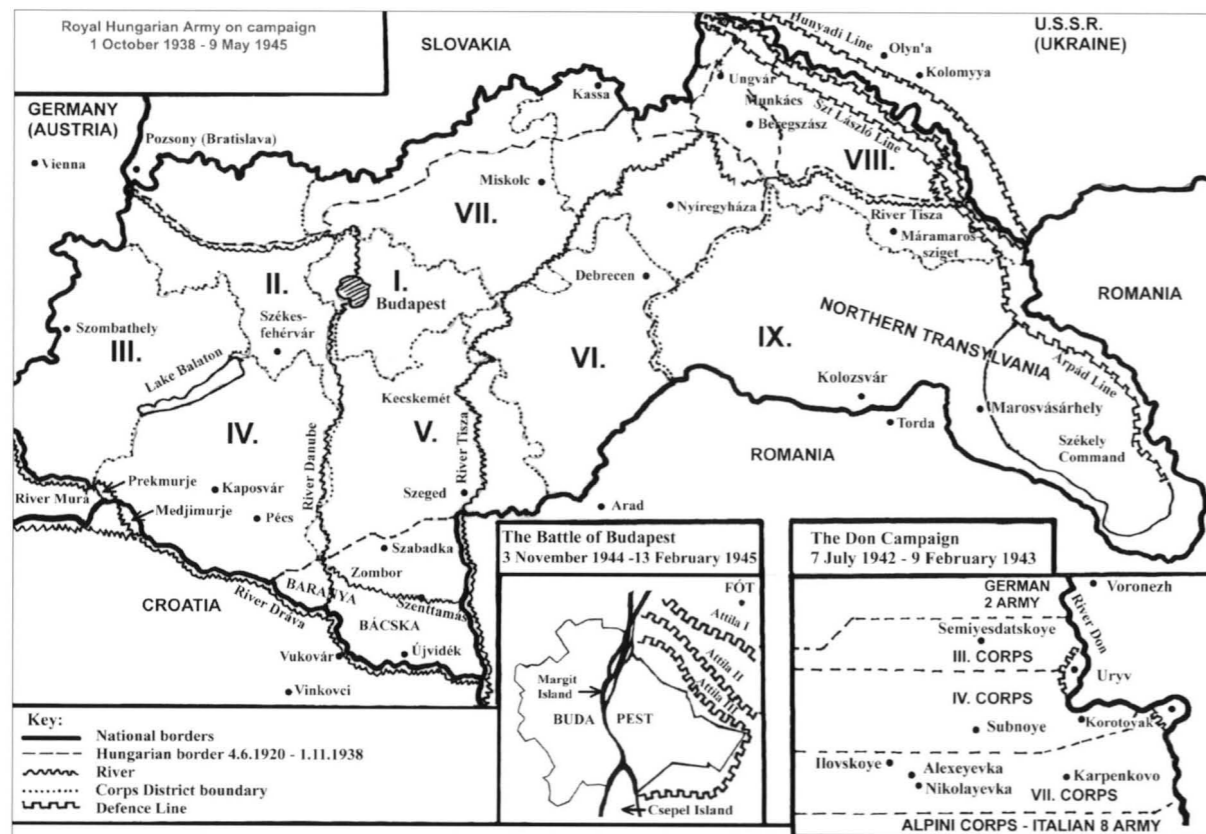 Royal Hungarian Army on campaign
1 October 1938 - 9 May 1945
SLOVAKIA
U.S.S.R.
(UKRAINE)
Hunyadi Line
Olyn'a
Kolomyya
Ungvár
Kassa
Munkács
Beregszász
Szt László Line
GERMANY
(AUSTRIA)
Pozsony (Bratislava)
Vienna
Miskolc
VIII.
VII.
Nyíregyháza
River Tisza
Máramaros-
sziget
II.
I.
Debrecen
Budapest
ROMANIA
Székes-
fehérvár
Szombathely
III.
NORTHERN TRANSYLVANIA
IX.
VI.
Lake Balaton
Arpád Line
Kolozsvár
Kecskemét
Marosvásárhely
Torda
IV.
V.
River Danube
River Tisza
Székely
Command
ROMANIA
Prekmurje
River Mura
Kaposvár
Szeged
Medjimurje
Pécs
Arad
Szabadka
Zombor
BARANYA
Szenttamás
CROATIA
River Dráva
BÁCSKA
Vukovár
Újvidék
Vinkovci
The Battle of Budapest
3 November 1944 -13 February 1945
FÓT
Attila I
Attila II
Attila III
Margit
Island
BUDA
PEST
Csepel Island
The Don Campaign
7 July 1942 - 9 February 1943
GERMAN
2 ARMY
Voronezh
River Don
Semiyesdatskoye
III. CORPS
Uryv
IV. CORPS
Subnoye
Korotoyak
Ilovskoye
Alexeyevka
Nikolayevka
Karpenkovo
VII. CORPS
ALPINI CORPS - ITALIAN 8 ARMY
Key:
National borders
Hungarian border 4.6.1920 - 1.11.1938
River
Corps District boundary
Defence Line